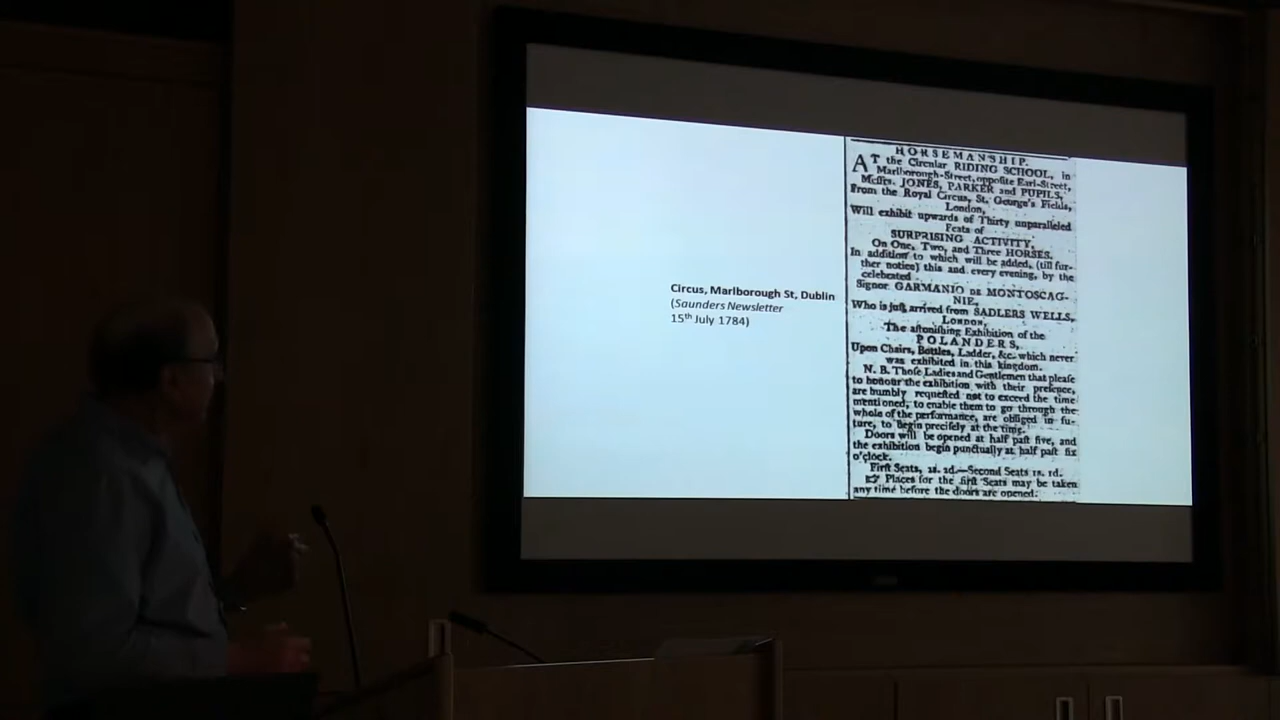 Circus, Marlborough St, Dublin
(Saunders Newsletter
15th July 1784)
HORSEMANSHIP.
AT the Circular RIDING SCHOOL, in
Marlborough-Street, opposite Earl-Street,
Meſſrs. JONES, PARKER and PUPILS,
from the Royal Circus, St. George's Fields,
London,
Will exhibit upwards of Thirty unparalleled
Feats of
SURPRISING ACTIVITY,
On One, Two, and Three HORSES.
In addition to which will be added, (till fur-
ther notice) this and every evening, by the
celebrated
Signor GARMANIO DE MONTOSCAG-
NIE,
Who is juſt arrived from SADLERS WELLS,
London,
The aſtoniſhing Exhibition of the
POLANDERS,
Upon Chairs, Bottles, Ladder, &c. which never
was exhibited in this kingdom.
N. B. Thoſe Ladies and Gentlemen that pleaſe
to honour the exhibition with their preſence,
are humbly requeſted not to exceed the time
mentioned, to enable them to go through the
whole of the performance, are obliged in fu-
ture, to begin preciſely at the time.
Doors will be opened at half paſt five, and
the exhibition begin punctually at half paſt ſix
o'clock.
Firſt Seats, 2s. 2d.—Second Seats 1s. 1d.
☞ Places for the firſt Seats may be taken
any time before the doors are opened.